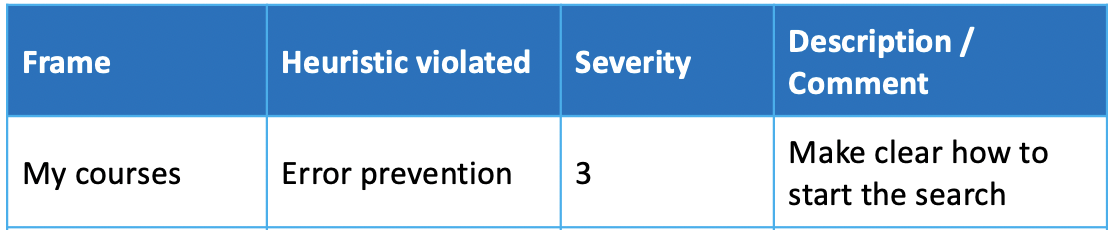 Frame
Heuristic violated
Severity
Description /
Comment
My courses
Error prevention
3
Make clear how to
start the search